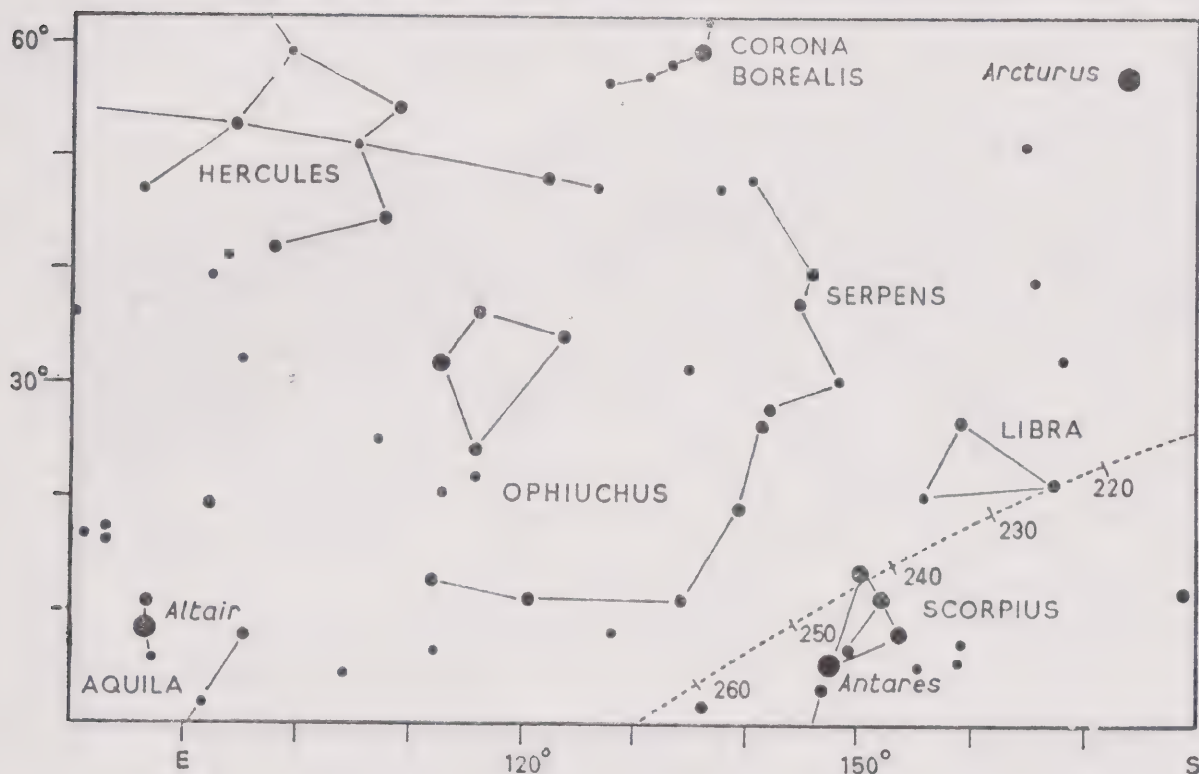 60°
CORONA
BOREALIS
Arcturus
HERCULES
SERPENS
30°
LIBRA
OPHIUCHUS
220
230
240
Altair
SCORPIUS
250
AQUILA
260
Antares
E
120°
150°
S